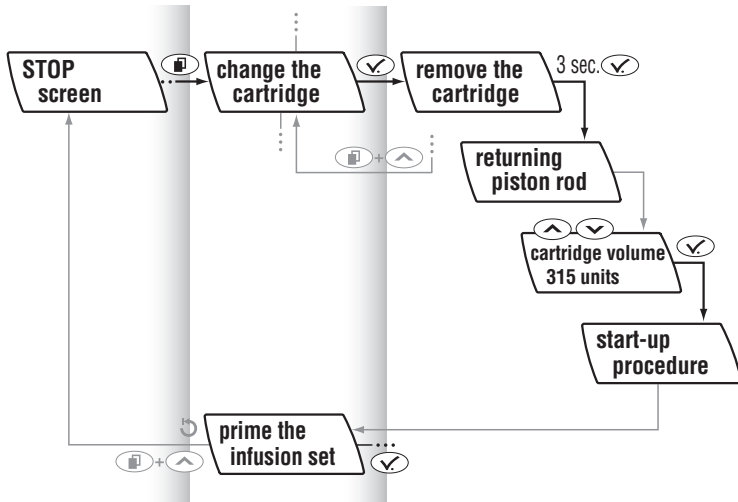 STOP
screen
change the
cartridge
remove the
cartridge
3 sec.
+
returning
piston rod
cartridge volume
315 units
start-up
procedure
prime the
infusion set
+